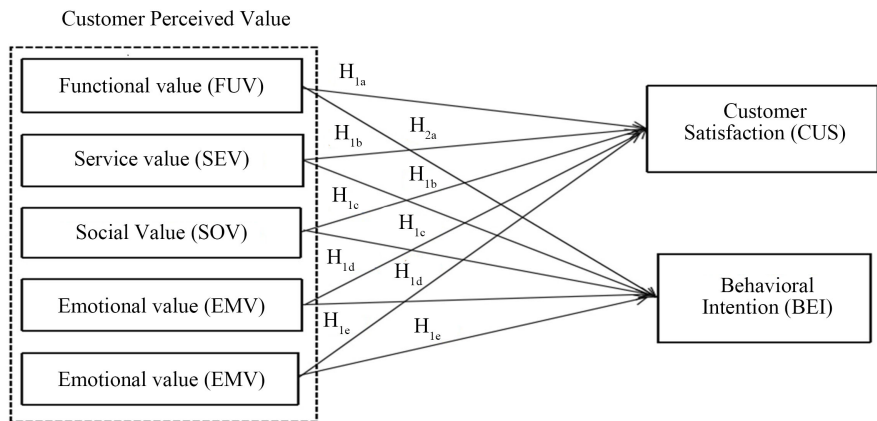 Customer Perceived Value
Functional value (FUV)
Service value (SEV)
Social Value (SOV)
Emotional value (EMV)
Emotional value (EMV)
H1a
H2a
H1b
H1b
H1c
H1c
H1d
H1d
H1e
H1e
Customer
Satisfaction (CUS)
Behavioral
Intention (BEI)